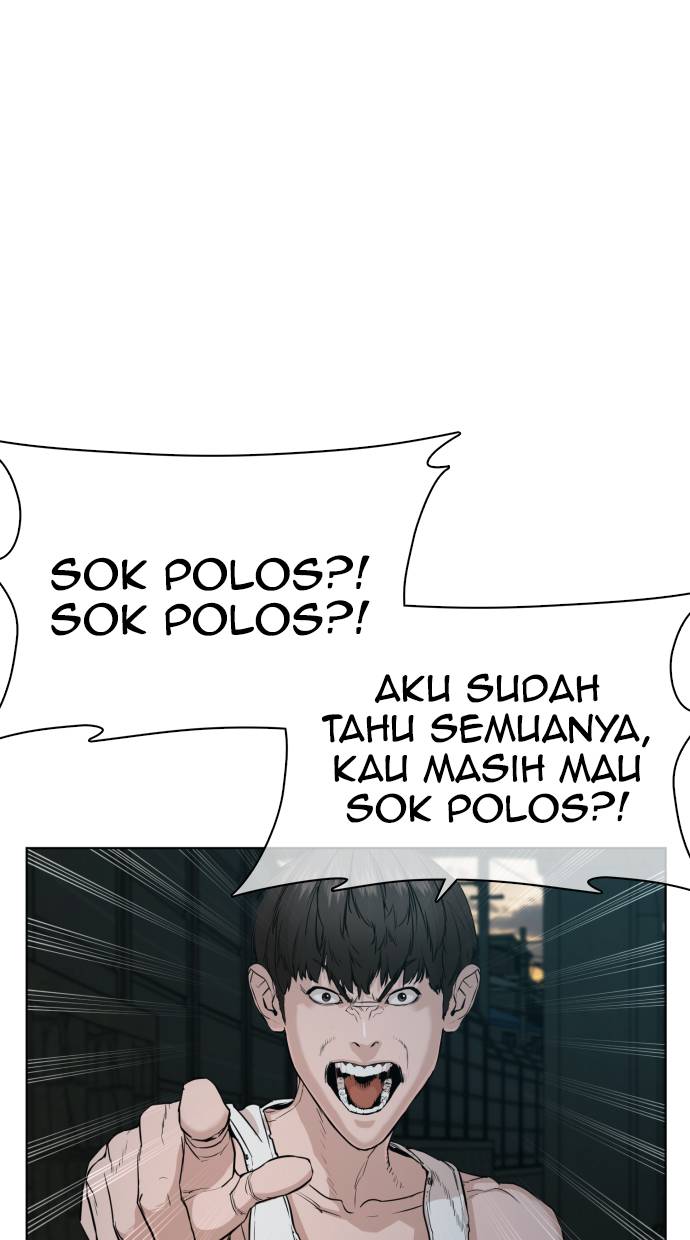 SOK POLOS?!
SOK POLOS?!
AKU SUDAH
TAHU SEMUANYA,
KAU MASIH MAU
SOK POLOS?!